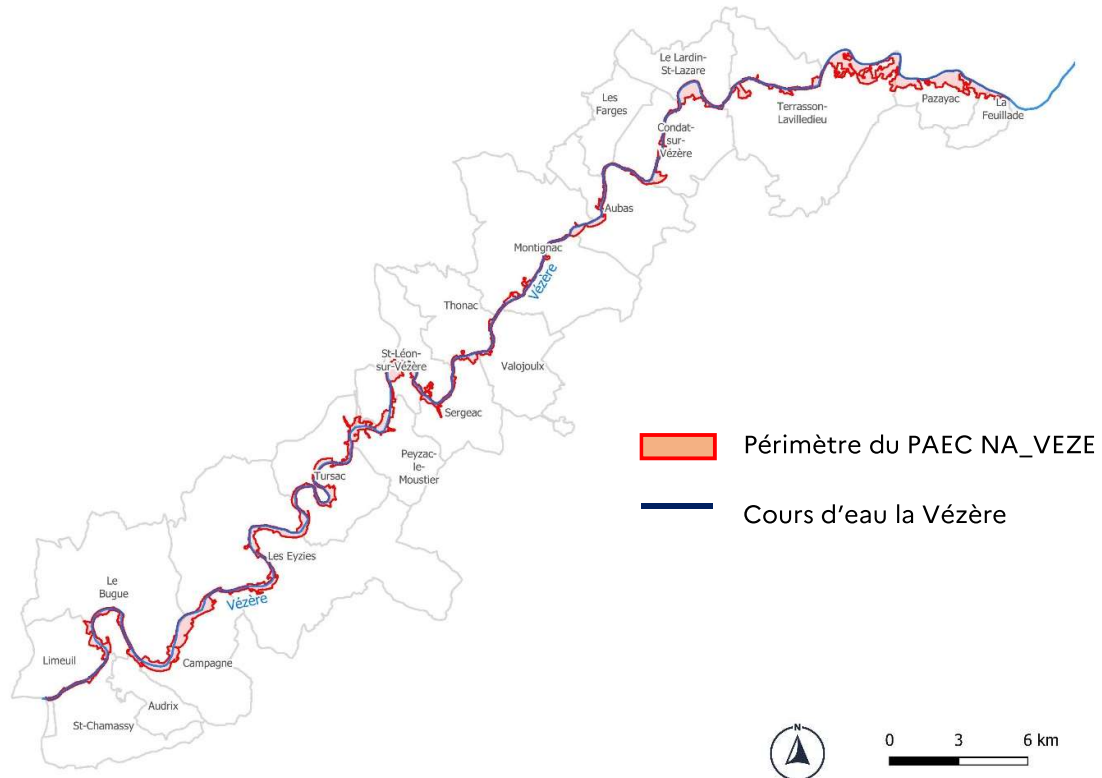 Le Lardin-
St-Lazare
Les
Farges
Terrasson-
Lavilledieu
Pazayac
La
Feuillade
Condat-
sur-
Vézère
Aubas
Montignac
Vézère
Thonac
St-Léon-
sur-Vézère
Valojoulx
Sergeac
Peyzac-
le-
Moustier
Tursac
Les Eyzies
Le
Bugue
Vézère
Limeuil
Campagne
Audrix
St-Chamassy
Périmètre du PAEC NA_VEZE
Cours d'eau la Vézère
N
0 3 6 km